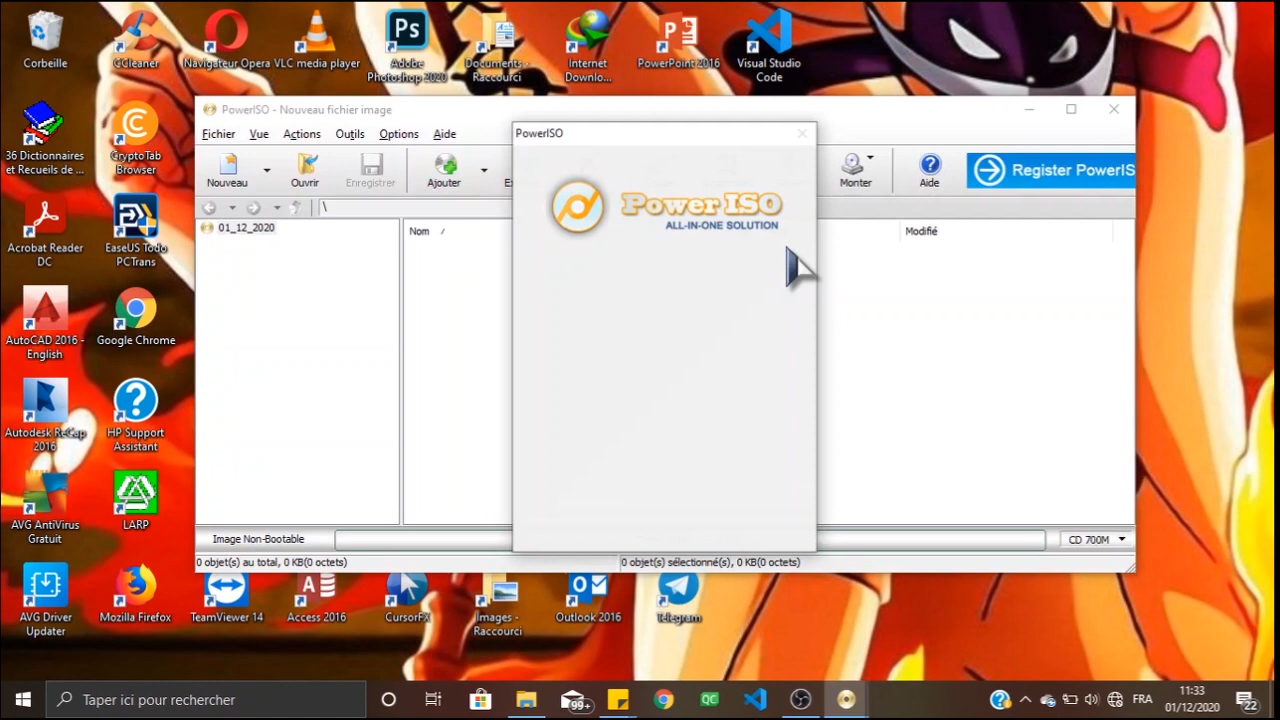 Corbeille
CCleaner
Navigateur Opera
VLC media player
Ps
Adobe
Photoshop 2020
Documents -
Raccourci
Internet
Downlo...
PowerPoint 2016
Visual Studio
Code
36 Dictionnaires
et Recueils de ...
CryptoTab
Browser
Acrobat Reader
DC
EaseUS Todo
PCTrans
AutoCAD 2016 -
English
Google Chrome
Autodesk ReCap
2016
HP Support
Assistant
AVG AntiVirus
Gratuit
LARP
AVG Driver
Updater
Mozilla Firefox
TeamViewer 14
Access 2016
CursorFX
Images -
Raccourci
Outlook 2016
Telegram
PowerISO - Nouveau fichier image
Fichier Vue Actions Outils Options Aide
Nouveau
Ouvrir
Enregistrer
Ajouter
Monter
Aide
Register PowerIS
\
01_12_2020
Nom
Modifié
PowerISO
Power ISO
ALL-IN-ONE SOLUTION
Image Non-Bootable
CD 700M
0 objet(s) au total, 0 KB(0 octets)
0 objet(s) sélectionné(s), 0 KB(0 octets)
Taper ici pour rechercher
99+
QC
FRA
11:33
01/12/2020
22